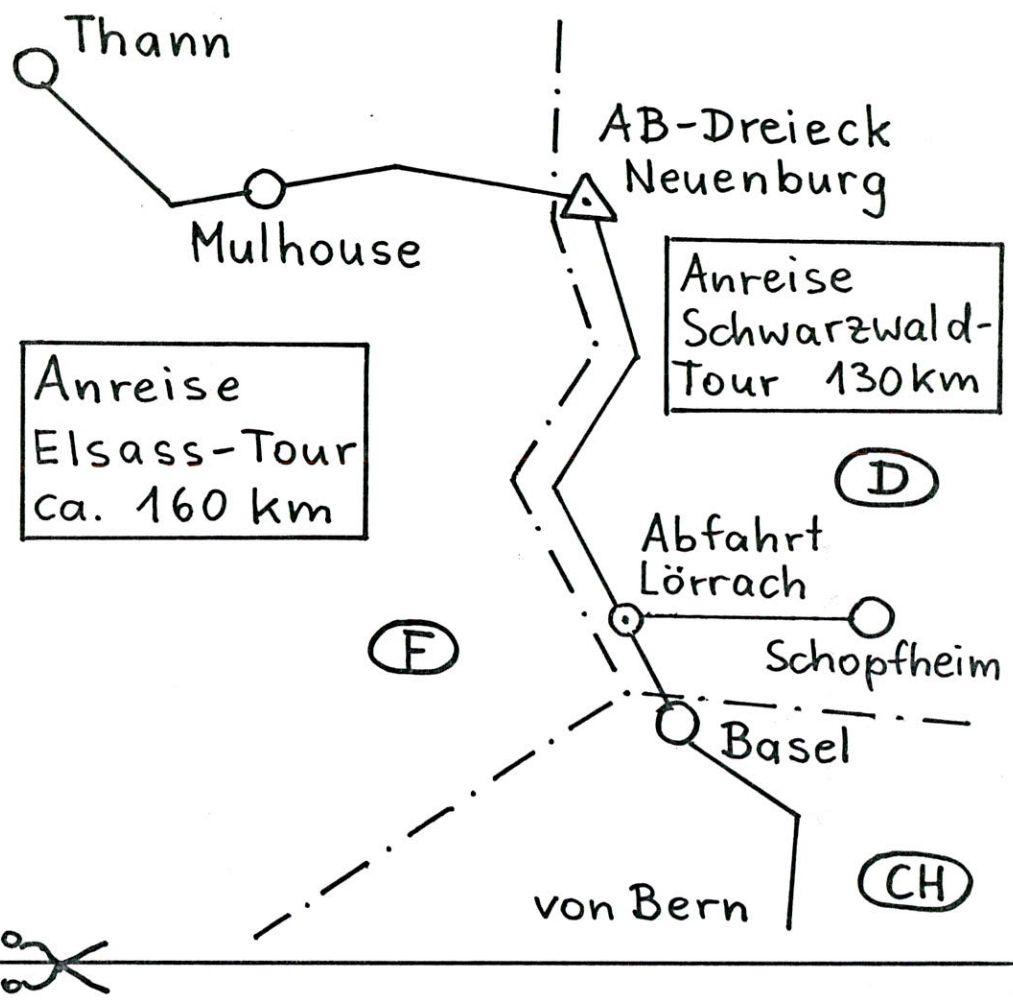 Thann
AB-Dreieck
Neuenburg
Mulhouse
Anreise
Schwarzwald-
Tour 130km
Anreise
Elsass-Tour
ca. 160 km
D
Abfahrt
Lörrach
F
Schopfheim
Basel
CH
von Bern